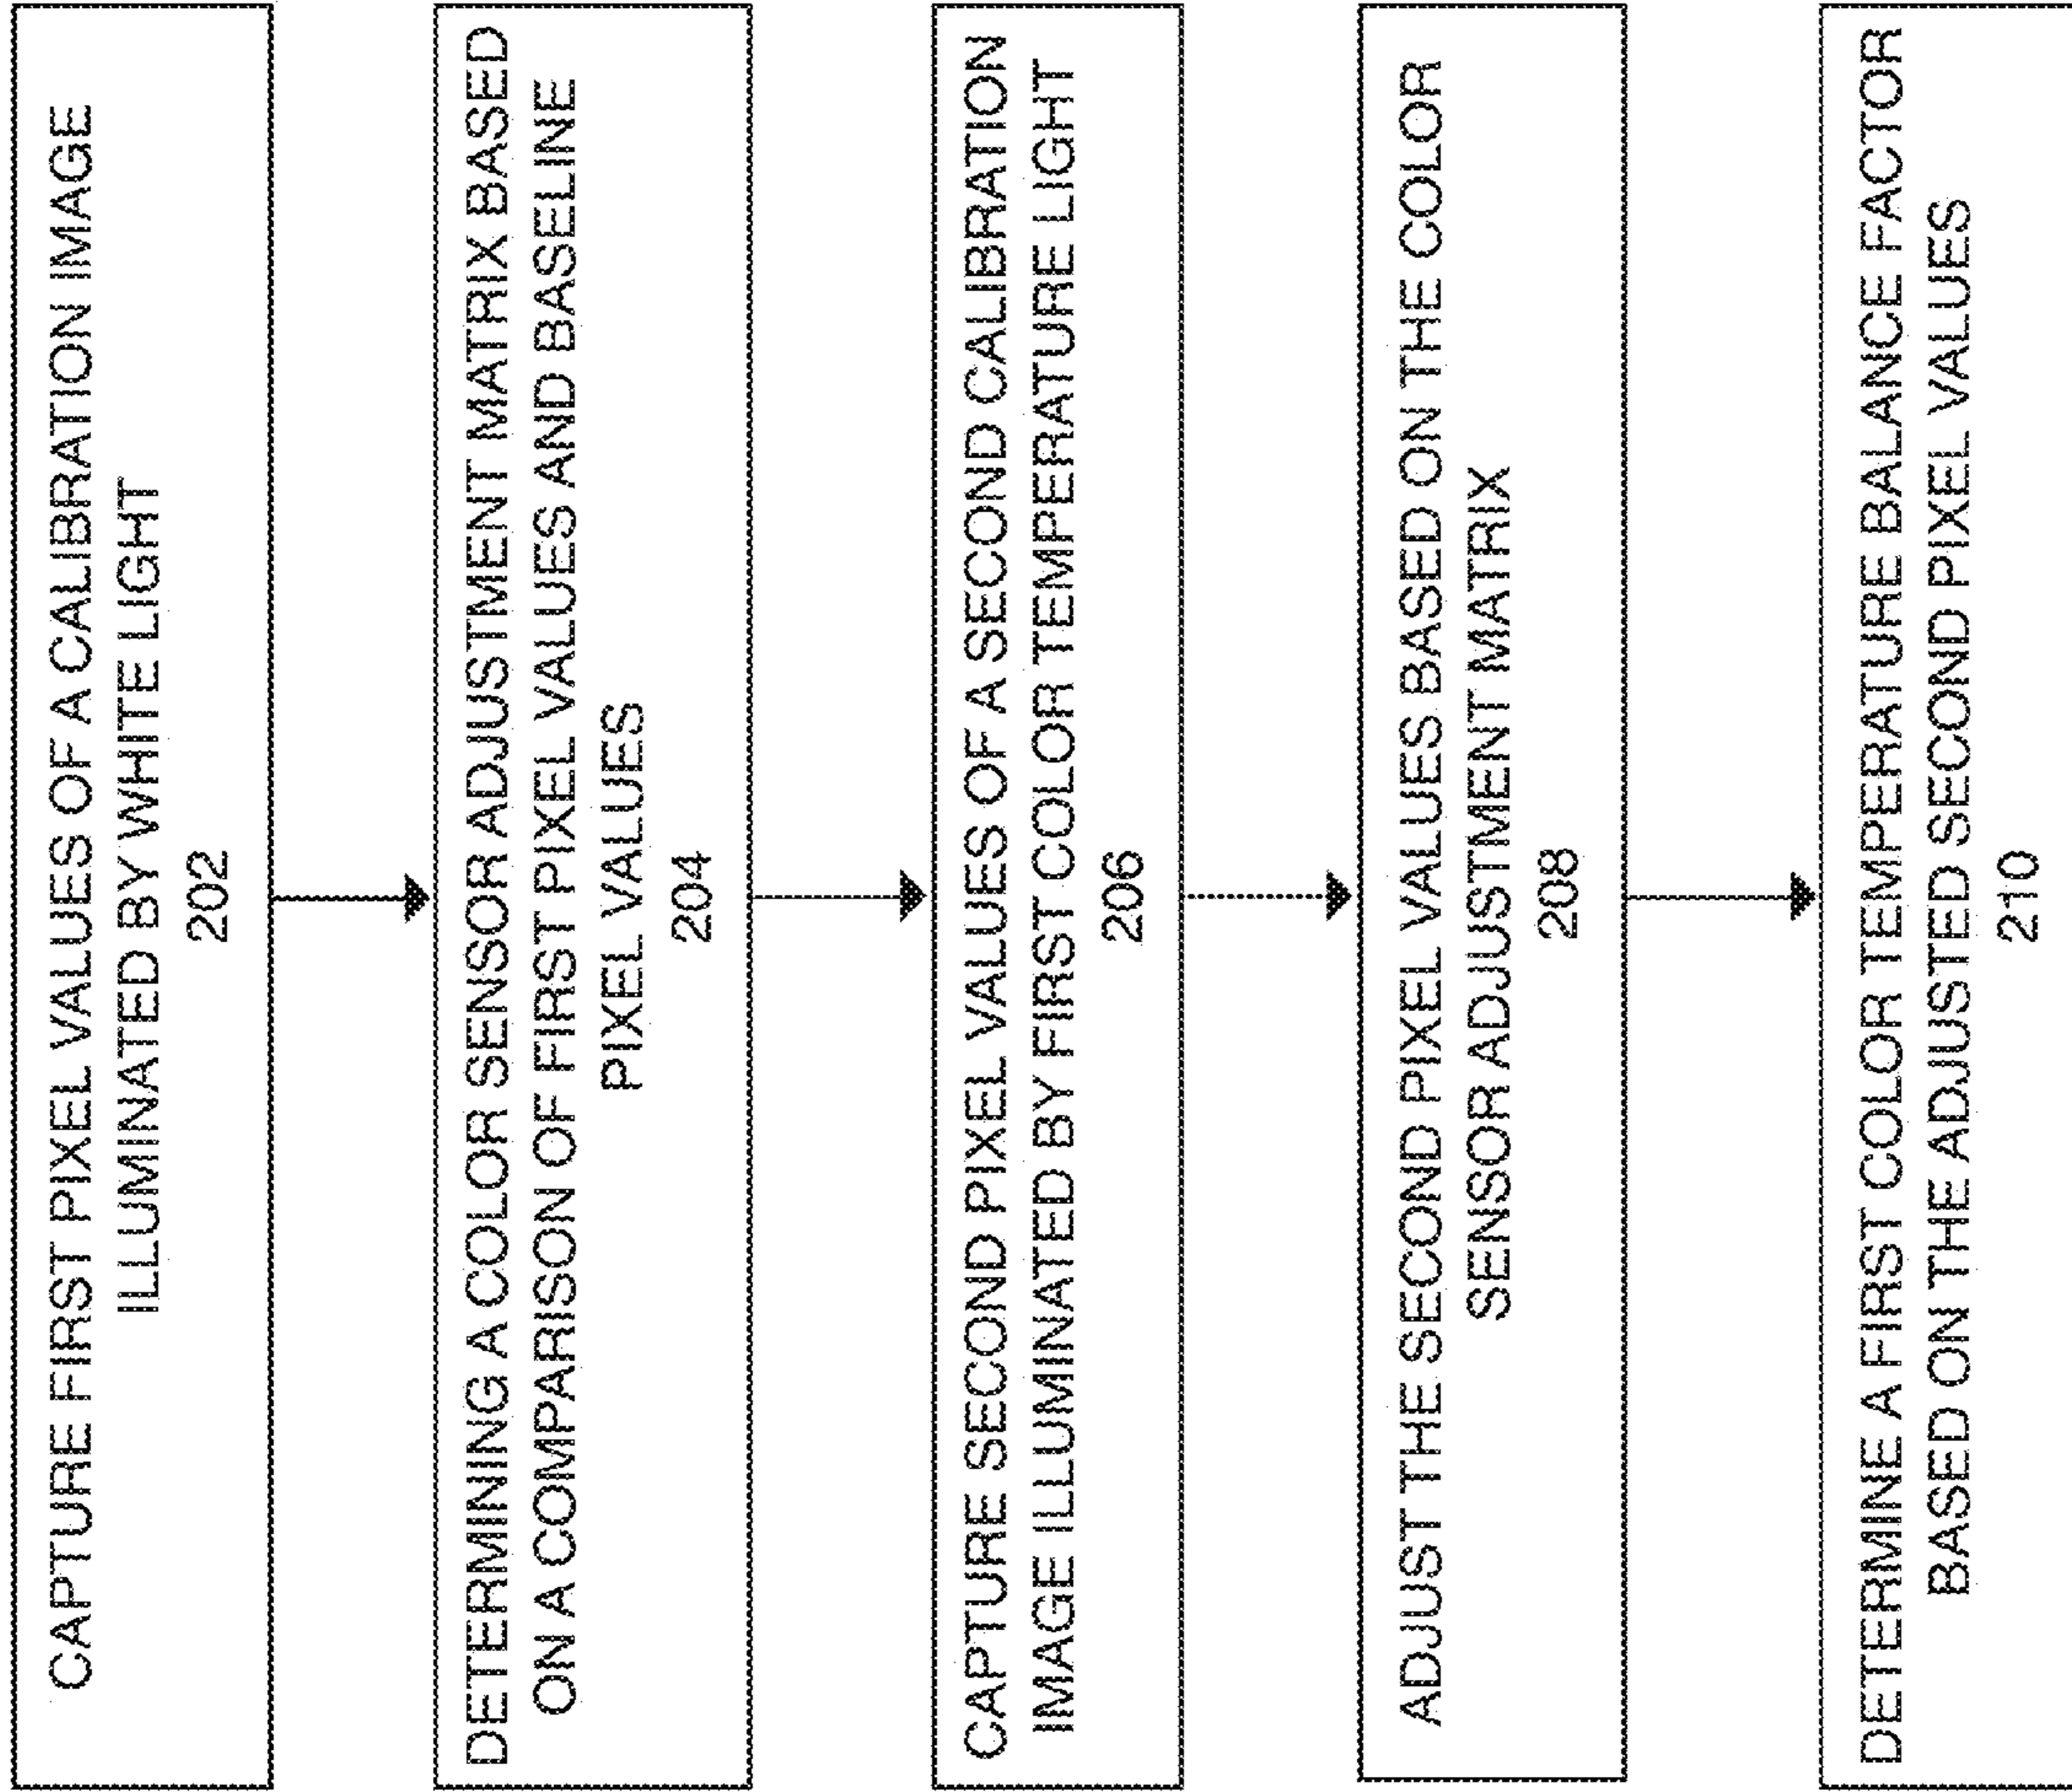 CAPTURE FIRST PIXEL VALUES OF A CALIBRATION IMAGE
ILLUMINATED BY WHITE LIGHT
202
DETERMINING A COLOR SENSOR ADJUSTMENT MATRIX BASED
ON A COMPARISON OF FIRST PIXEL VALUES AND BASELINE
PIXEL VALUES
204
CAPTURE SECOND PIXEL VALUES OF A SECOND CALIBRATION
IMAGE ILLUMINATED BY FIRST COLOR TEMPERATURE LIGHT
206
ADJUST THE SECOND PIXEL VALUES BASED ON THE COLOR
SENSOR ADJUSTMENT MATRIX
208
DETERMINE A FIRST COLOR TEMPERATURE BALANCE FACTOR
BASED ON THE ADJUSTED SECOND PIXEL VALUES
210